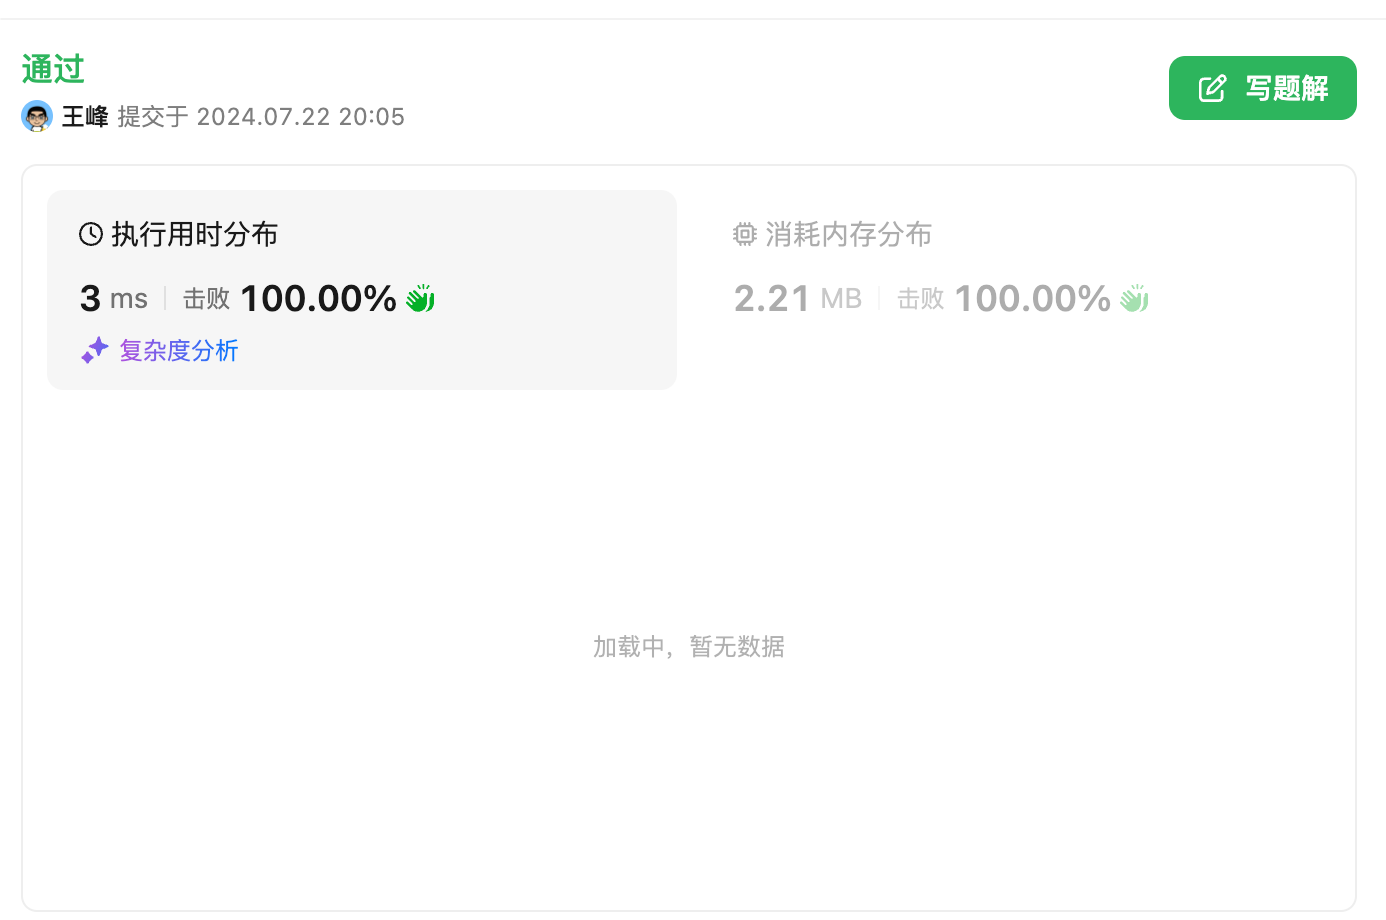 通过
写题解
王峰 提交于 2024.07.22 20:05
执行用时分布
3 ms 击败 100.00%
复杂度分析
消耗内存分布
2.21 MB 击败 100.00%
加载中，暂无数据